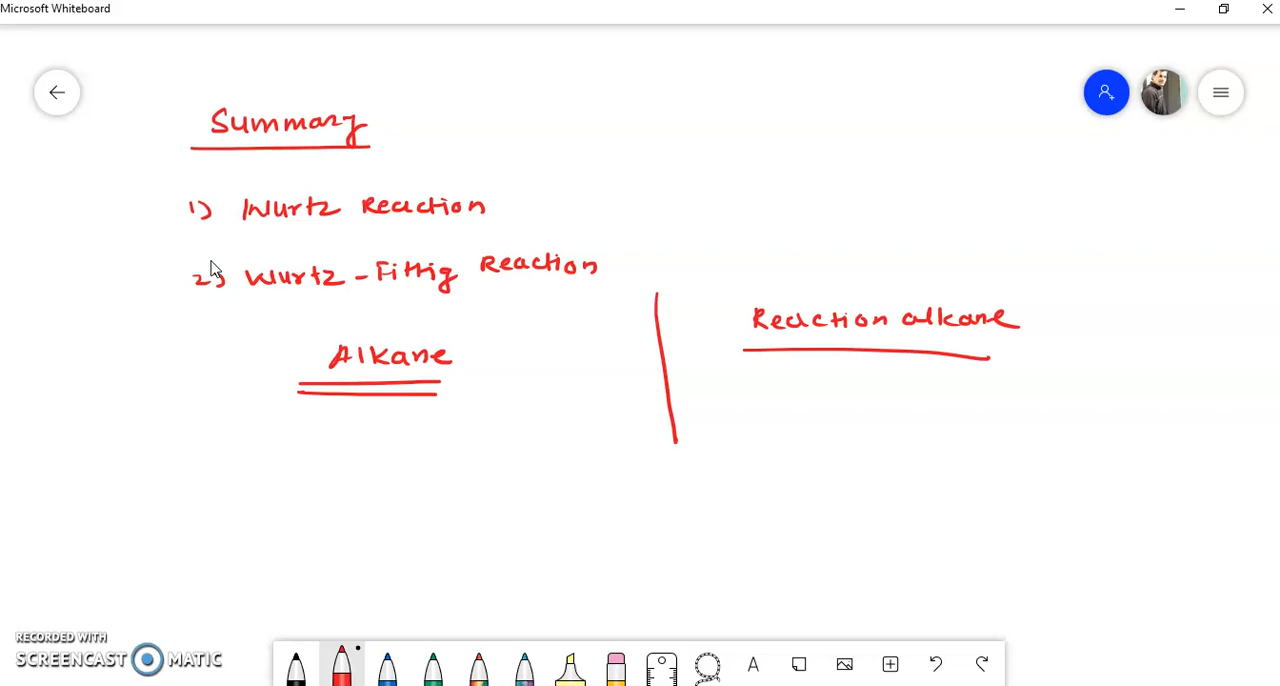 Microsoft Whiteboard
Summary
1) Wurtz Reaction
2) Wurtz - Fittig Reaction
Alkane
Reaction alkane
RECORDED WITH
SCREENCAST MATIC
A